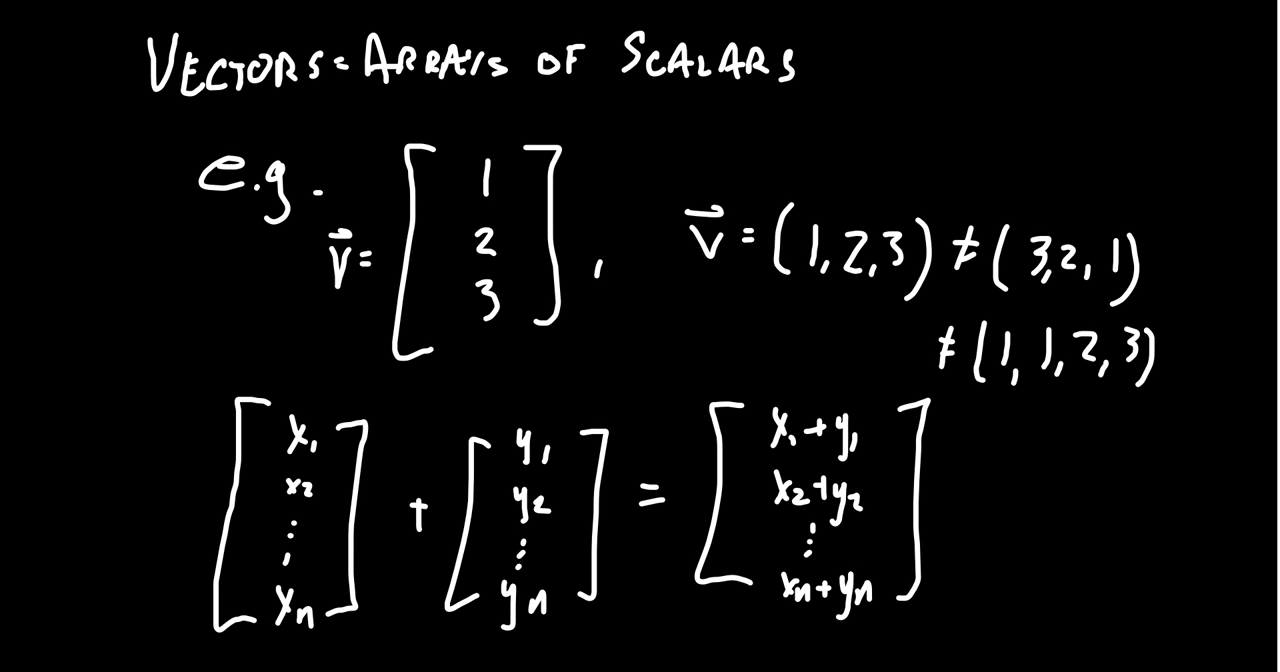 VECTORS = ARRAYS OF SCALARS
e.g.
v⃗ = [ 1 2 3 ] , v⃗ = (1, 2, 3) ≠ (3, 2, 1)
≠ (1, 1, 2, 3)
[ x₁ ] + [ y₁ ] = [ x₁ + y₁ ]
[ x₂ ] [ y₂ ] [ x₂ + y₂ ]
[ ⋮ ] [ ⋮ ] [ ⋮ ]
[ xₙ ] [ yₙ ] [ xₙ + yₙ ]